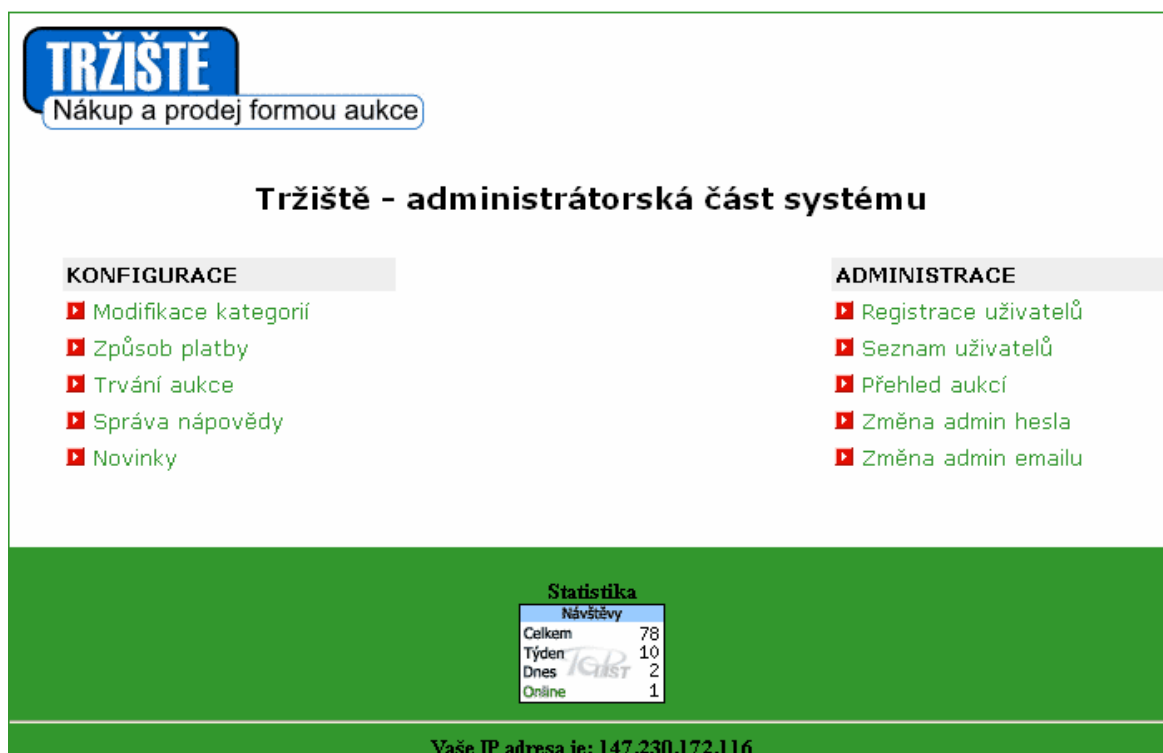 TRŽIŠTĚ
Nákup a prodej formou aukce
Tržiště - administrátorská část systému
KONFIGURACE
Modifikace kategorií
Způsob platby
Trvání aukce
Správa nápovědy
Novinky
ADMINISTRACE
Registrace uživatelů
Seznam uživatelů
Přehled aukcí
Změna admin hesla
Změna admin emailu
Statistika
Návštěvy
Celkem 78
Týden 10
Dnes 2
Online 1
TOPLIST
Vaše IP adresa je: 147.230.172.116